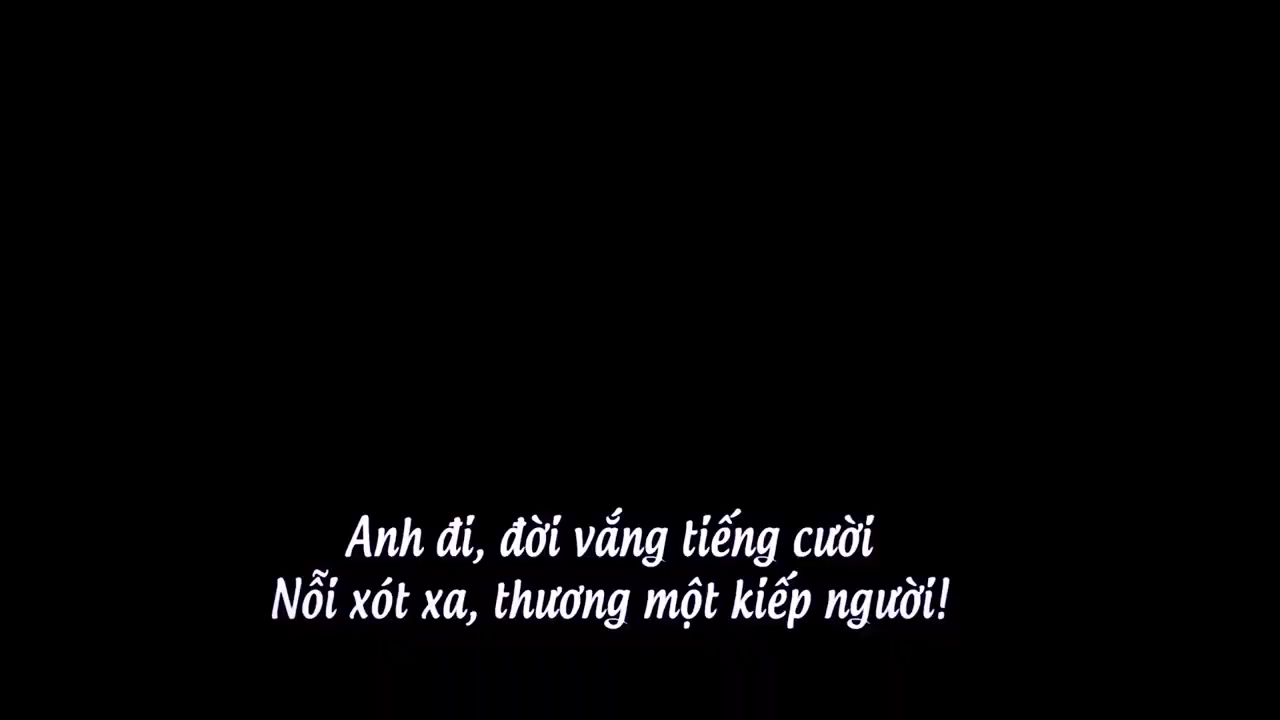 Anh đi, đời vắng tiếng cười
Nỗi xót xa, thương một kiếp người!